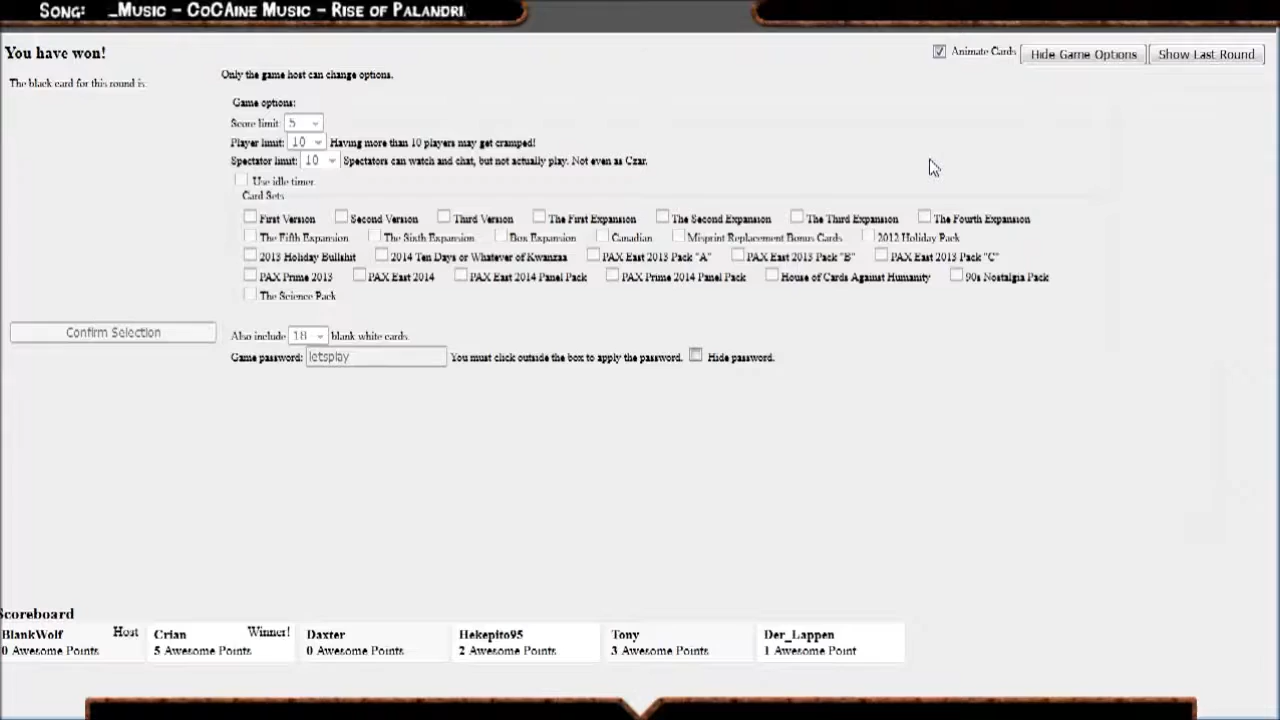 Song: _Music – CoCAine Music – Rise of Palandri.
You have won!
Animate Cards
Hide Game Options
Show Last Round
The black card for this round is:
Only the game host can change options.
Game options:
Score limit: 5
Player limit: 10 Having more than 10 players may get cramped!
Spectator limit: 10 Spectators can watch and chat, but not actually play. Not even as Czar.
Use idle timer.
Card Sets
First Version Second Version Third Version The First Expansion The Second Expansion The Third Expansion The Fourth Expansion
The Fifth Expansion The Sixth Expansion Box Expansion Canadian Misprint Replacement Bonus Cards 2012 Holiday Pack
2013 Holiday Bullshit 2014 Ten Days or Whatever of Kwanzaa PAX East 2013 Pack "A" PAX East 2013 Pack "B" PAX East 2013 Pack "C"
PAX Prime 2013 PAX East 2014 PAX East 2014 Panel Pack PAX Prime 2014 Panel Pack House of Cards Against Humanity 90s Nostalgia Pack
The Science Pack
Confirm Selection
Also include 18 blank white cards.
Game password: letsplay You must click outside the box to apply the password. Hide password.
Scoreboard
BlankWolf Host
0 Awesome Points
Crian Winner!
5 Awesome Points
Daxter
0 Awesome Points
Hekepito95
2 Awesome Points
Tony
3 Awesome Points
Der_Lappen
1 Awesome Point